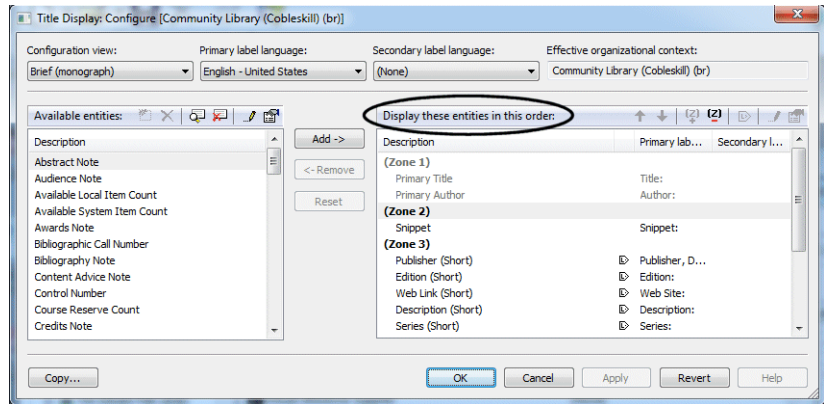 Title Display: Configure [Community Library (Cobleskill) (br)]
Configuration view: Primary label language: Secondary label language: Effective organizational context:
Brief (monograph) English - United States (None) Community Library (Cobleskill) (br)
Available entities: Display these entities in this order:
Description
Abstract Note
Audience Note
Available Local Item Count
Available System Item Count
Awards Note
Bibliographic Call Number
Bibliography Note
Content Advice Note
Control Number
Course Reserve Count
Credits Note
Add ->
<- Remove
Reset
Description Primary lab... Secondary l...
(Zone 1)
Primary Title Title:
Primary Author Author:
(Zone 2)
Snippet Snippet:
(Zone 3)
Publisher (Short) Publisher, D...
Edition (Short) Edition:
Web Link (Short) Web Site:
Description (Short) Description:
Series (Short) Series:
Copy... OK Cancel Apply Revert Help